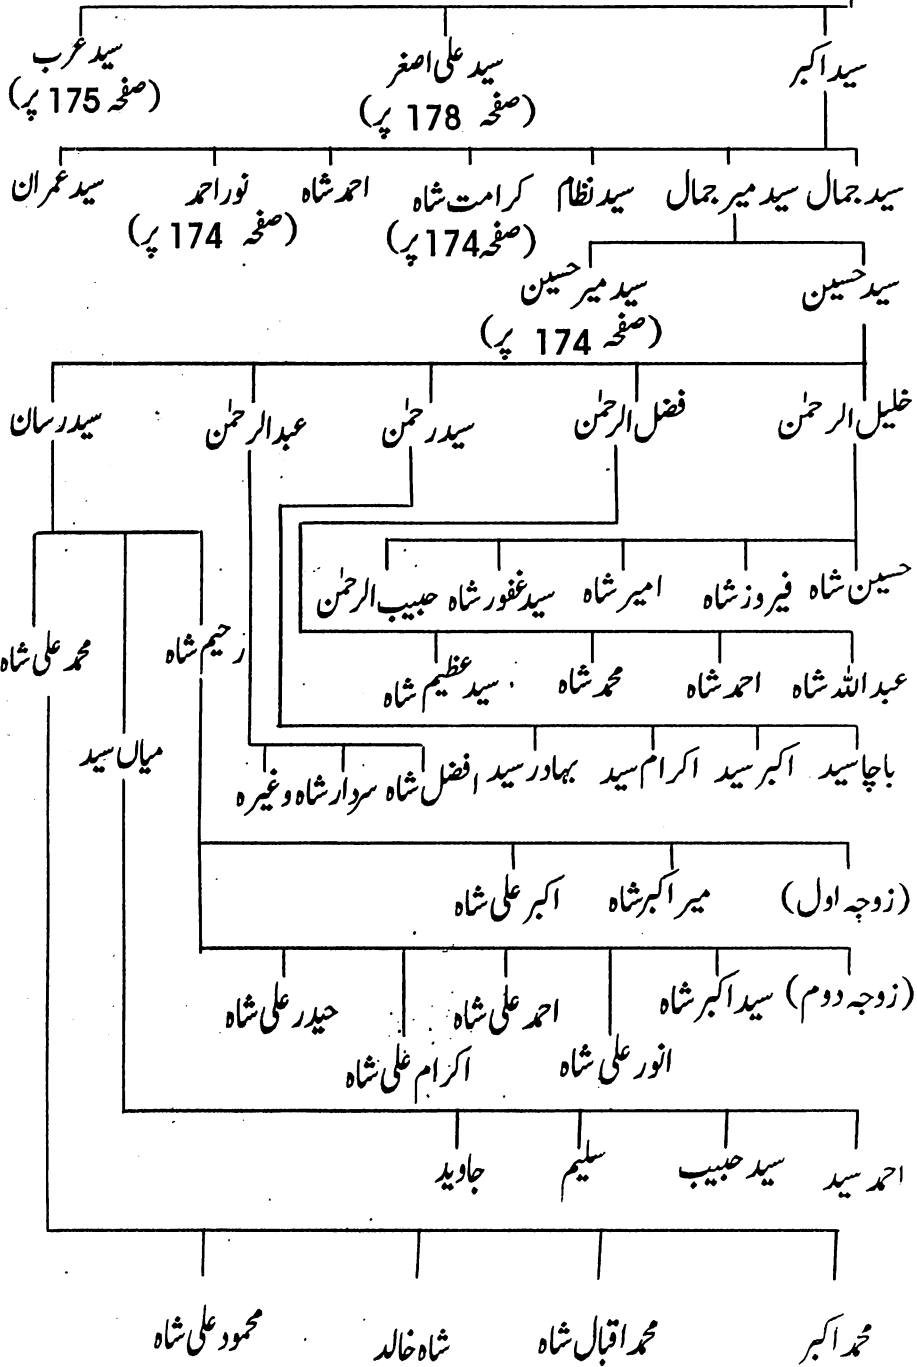 سید اکبر سید علی اصغر سید عرب
(صفحہ 178 پر) (صفحہ 175 پر)
سید جمال سید میر جمال سید نظام کرامت شاہ احمد شاہ نور احمد سید عمران
(صفحہ 174 پر) (صفحہ 174 پر)
سید حسین سید میر حسین
(صفحہ 174 پر)
خلیل الرحمٰن فضل الرحمٰن سید رحمٰن عبدالرحمٰن سید رسان
حسین شاہ فیروز شاہ امیر شاہ سید غفور شاہ حبیب الرحمٰن
رحیم شاہ محمد علی شاہ
عبداللہ شاہ احمد شاہ محمد شاہ سید عظیم شاہ
میاں سید
باچا سید اکبر سید اکرام سید بہادر سید افضل شاہ سردار شاہ وغیرہ
(زوجہ اول) میر اکبر شاہ اکبر علی شاہ
(زوجہ دوم) سید اکبر شاہ احمد علی شاہ حیدر علی شاہ
انور علی شاہ اکرام علی شاہ
احمد سید سید حبیب سلیم جاوید
محمد اکبر محمد اقبال شاہ شاہ خالد محمود علی شاہ